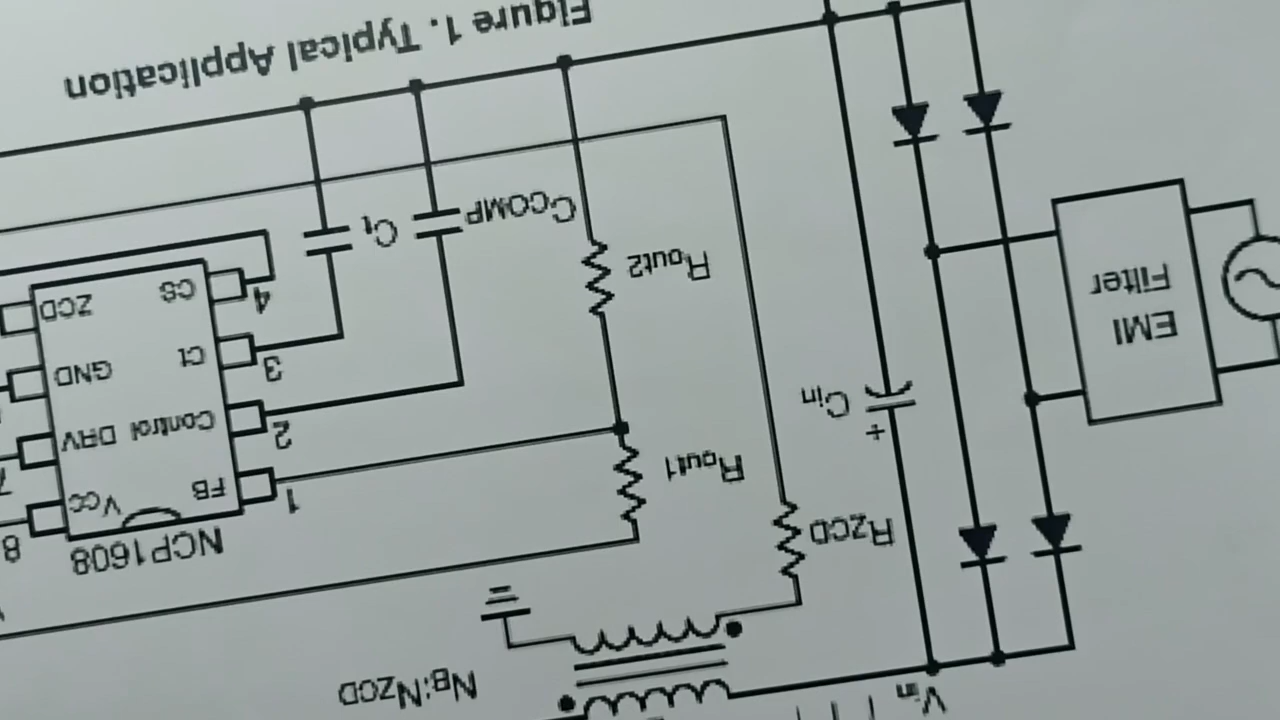 Vin
NB:NZCD
RZCD
NCP1608
8
Rout1
1
FB
VCC
7
+
Cin
2
Control
DRV
EMI
Filter
3
Ct
GND
Rout2
4
CS
ZCD
CCOMP
Ct
Figure 1. Typical Application